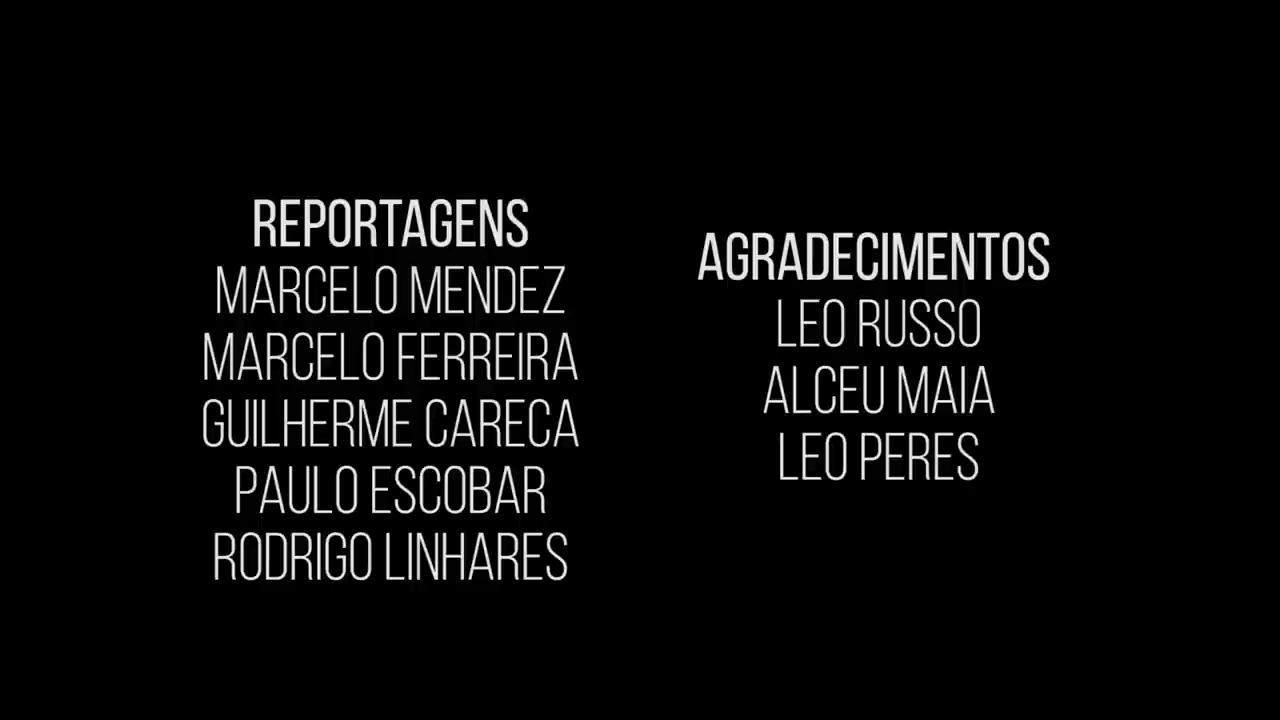 REPORTAGENS
MARCELO MENDEZ
MARCELO FERREIRA
GUILHERME CARECA
PAULO ESCOBAR
RODRIGO LINHARES
AGRADECIMENTOS
LEO RUSSO
ALCEU MAIA
LEO PERES